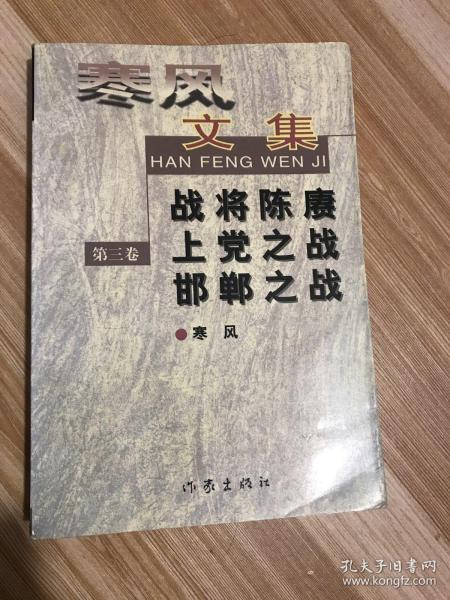 寒风
文集
HAN FENG WEN JI
战将陈赓
上党之战
邯郸之战
第三卷
寒风
作家出版社
孔夫子旧书网
www.kongfz.com